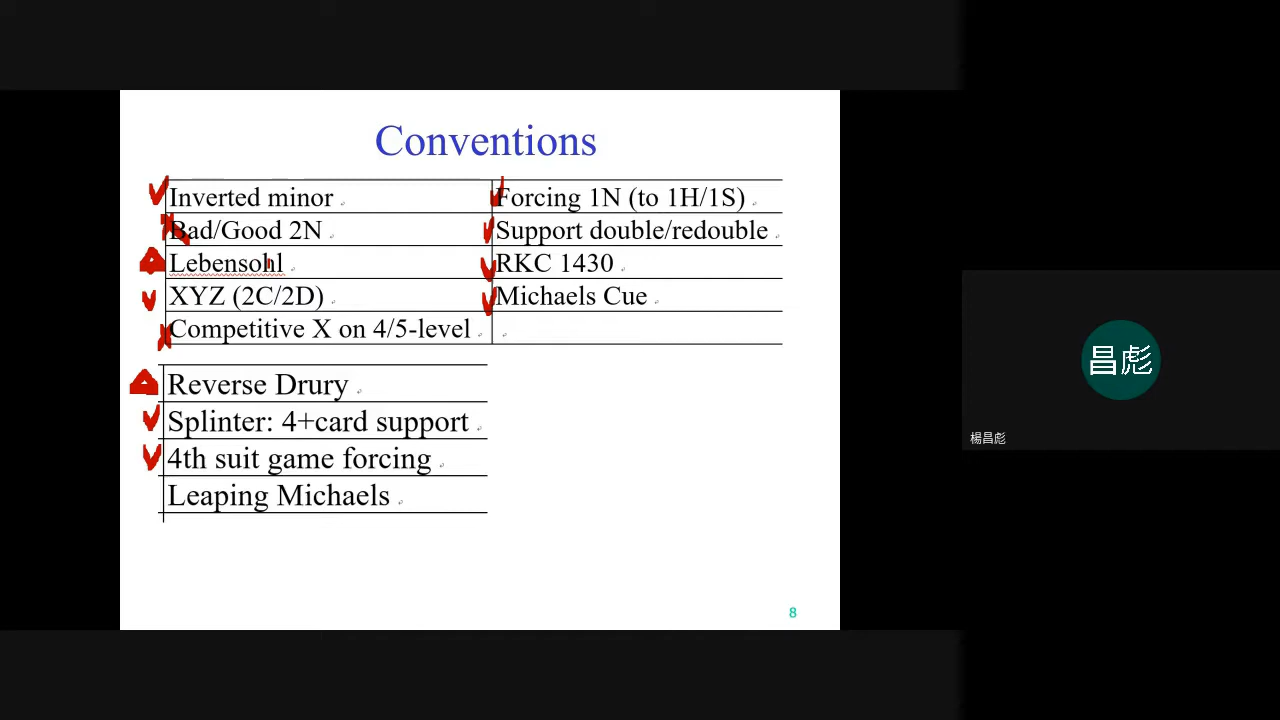 Conventions
Inverted minor
Forcing 1N (to 1H/1S)
Bad/Good 2N
Support double/redouble
Lebensohl
RKC 1430
XYZ (2C/2D)
Michaels Cue
Competitive X on 4/5-level
Reverse Drury
Splinter: 4+card support
4th suit game forcing
Leaping Michaels
8
昌彪
楊昌彪